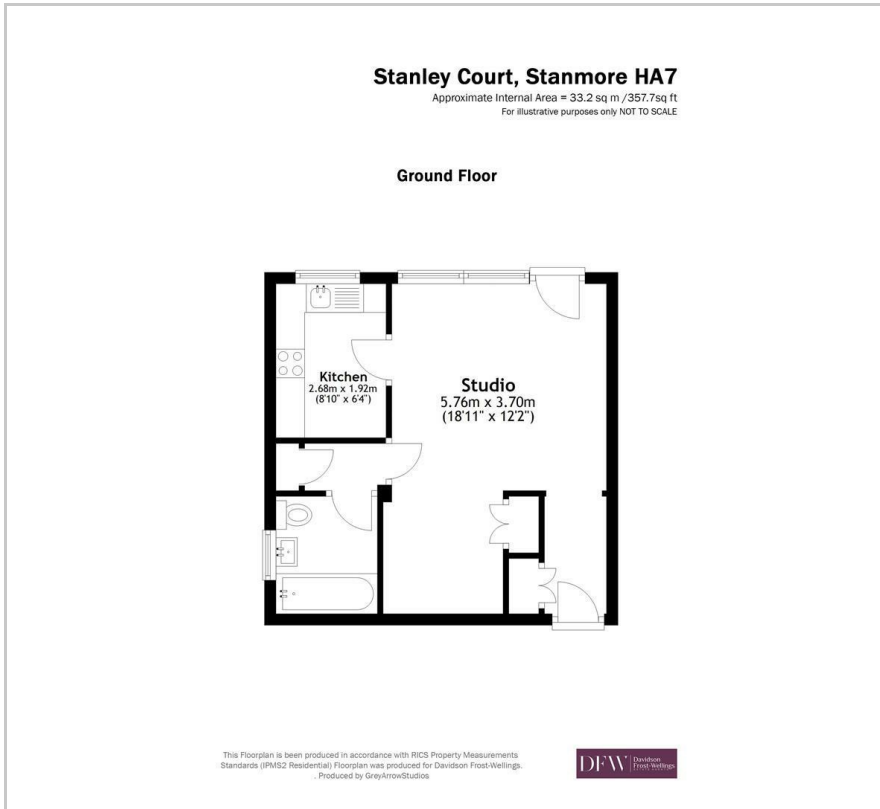 Stanley Court, Stanmore HA7
Approximate Internal Area = 33.2 sq m /357.7sq ft
For illustrative purposes only NOT TO SCALE
Ground Floor
Kitchen
2.68m x 1.92m
(8'10" x 6'4")
Studio
5.76m x 3.70m
(18'11" x 12'2")
This Floorplan is been produced in accordance with RICS Property Measurements
Standards (IPMS2 Residential) Floorplan was produced for Davidson Frost-Wellings.
. Produced by GreyArrowStudios
DFW
Davidson
Frost-Wellings